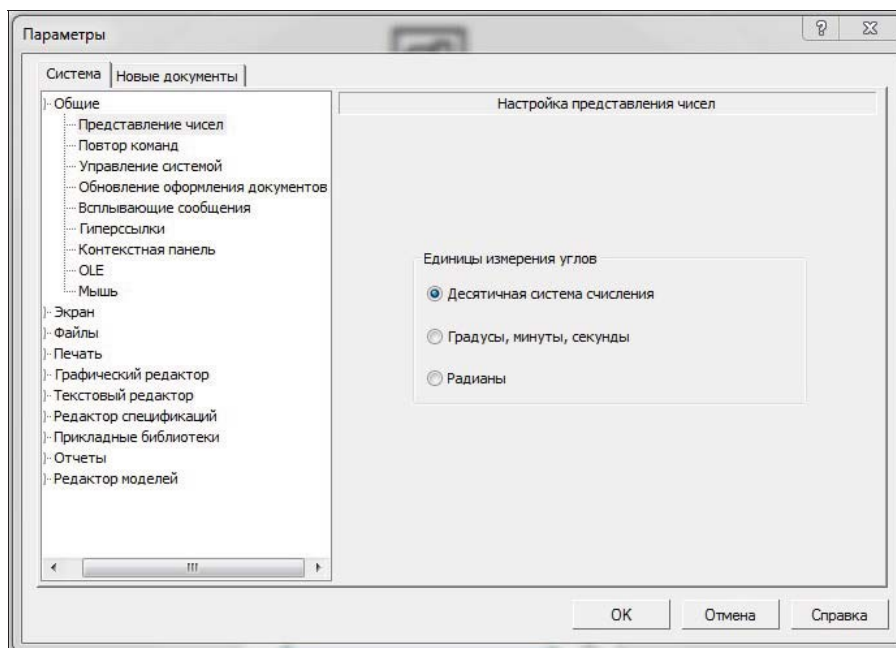 Параметры
Система
Новые документы
Общие
Представление чисел
Повтор команд
Управление системой
Обновление оформления документов
Всплывающие сообщения
Гиперссылки
Контекстная панель
OLE
Мышь
Экран
Файлы
Печать
Графический редактор
Текстовый редактор
Редактор спецификаций
Прикладные библиотеки
Отчеты
Редактор моделей
Настройка представления чисел
Единицы измерения углов
Десятичная система счисления
Градусы, минуты, секунды
Радианы
OK
Отмена
Справка